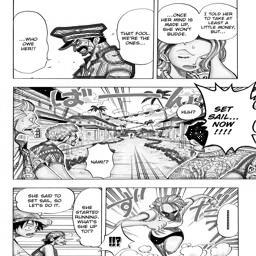 I TOLD HER
TO TAKE AT
LEAST A
LITTLE MONEY,
BUT...
ONCE HER
MIND IS
MADE UP,
SHE WON'T
BUDGE.
THAT FOOL.
WE'RE THE
ONES...
...WHO
OWE
HER!?
SET
SAIL...
NOW
!!!!
HUH?
NAMI!?
SHE
STARTED
RUNNING.
WHAT'S
SHE UP
TO!?
SHE SAID TO
SET SAIL, SO
LET'S DO IT.
!!?